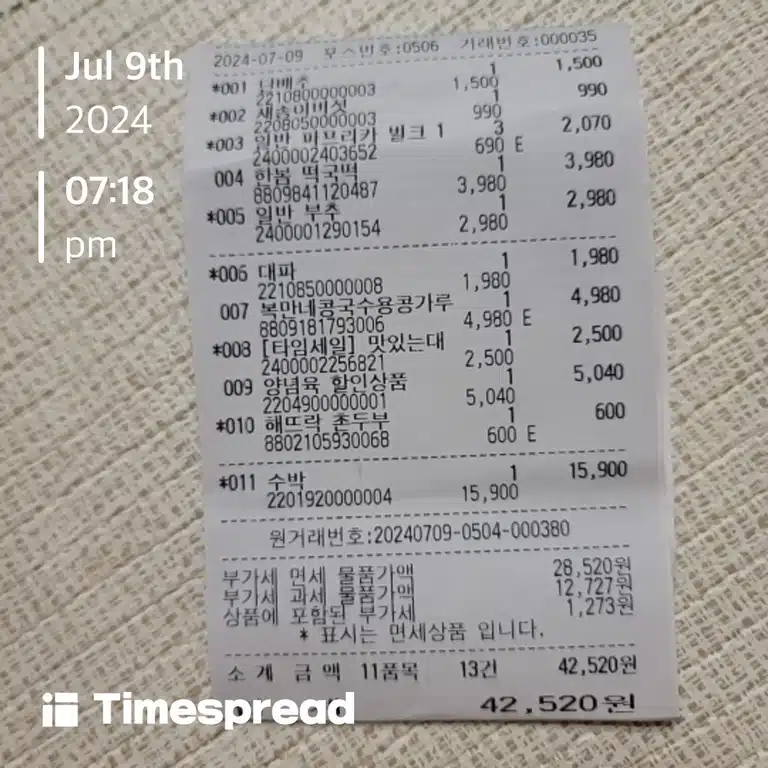 Jul 9th
2024
07:18
pm
2024-07-09 포스번호:0506 거래번호:000035
*001 1 1,500
2210800000003 1,500
*002 새송이버섯 1 990
2208050000003 990
*003 일반 파프리카 벌크 1 3 2,070
2400002403652 690 E
004 한봄 떡국떡 1 3,980
8809841120487 3,980
*005 일반 부추 1 2,980
2400001290154 2,980
*006 대파 1 1,980
2210850000008 1,980
007 복만네콩국수용콩가루 1 4,980
8809181793006 4,980 E
*008 [타임세일] 맛있는대 1 2,500
2400002256821 2,500
009 양념육 할인상품 1 5,040
2204900000001 5,040
*010 해뜨락 촌두부 1 600
8802105930068 600 E
*011 수박 1 15,900
2201920000004 15,900
원거래번호:20240709-0504-000380
부가세 면세 물품가액 28,520원
부가세 과세 물품가액 12,727원
상품에 포함된 부가세 1,273원
* 표시는 면세상품 입니다.
소 계 금 액 11품목 13건 42,520원
42,520원
Timespread